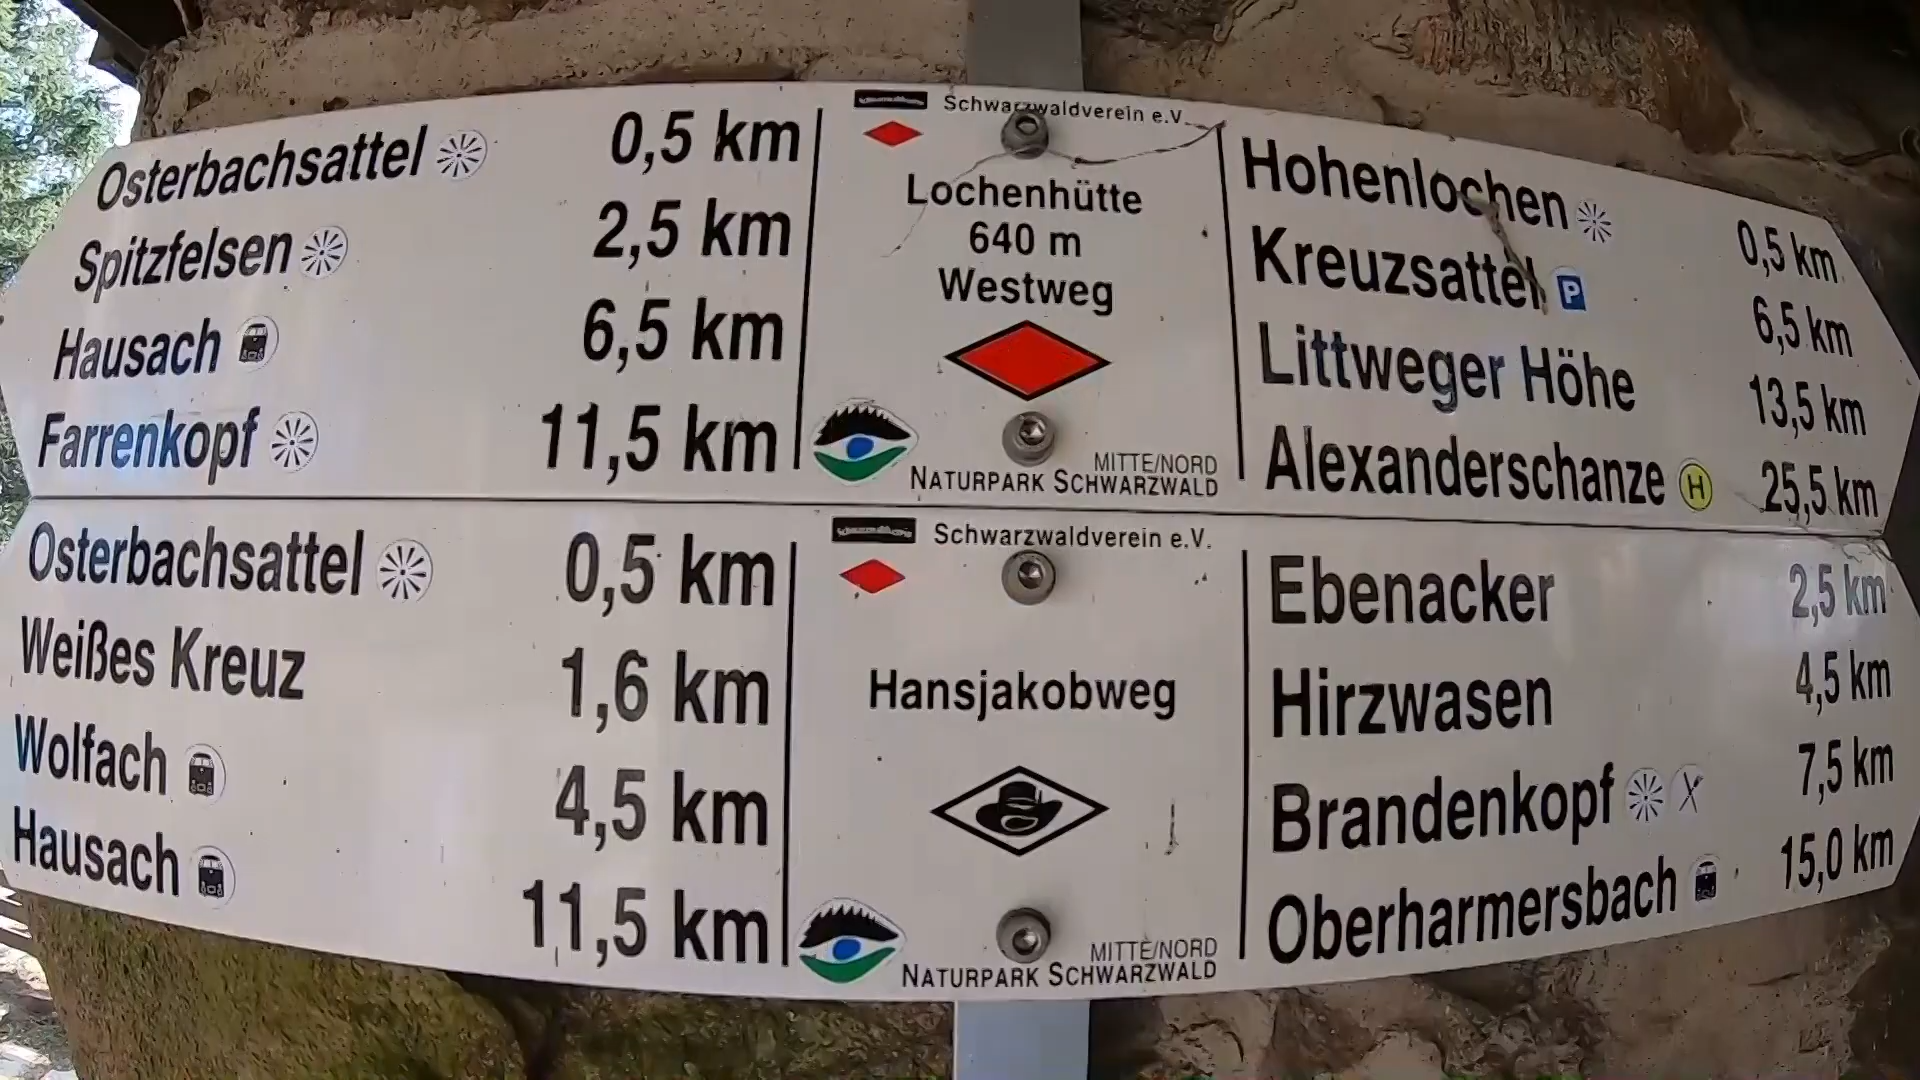 Osterbachsattel 0,5 km
Spitzfelsen 2,5 km
Hausach 6,5 km
Farrenkopf 11,5 km
Schwarzwaldverein e.V.
Lochenhütte
640 m
Westweg
MITTE/NORD
NATURPARK SCHWARZWALD
Hohenlochen 0,5 km
Kreuzsattel P 6,5 km
Littweger Höhe 13,5 km
Alexanderschanze H 25,5 km
Osterbachsattel 0,5 km
Weißes Kreuz 1,6 km
Wolfach 4,5 km
Hausach 11,5 km
Schwarzwaldverein e.V.
Hansjakobweg
MITTE/NORD
NATURPARK SCHWARZWALD
Ebenacker 2,5 km
Hirzwasen 4,5 km
Brandenkopf 7,5 km
Oberharmersbach 15,0 km